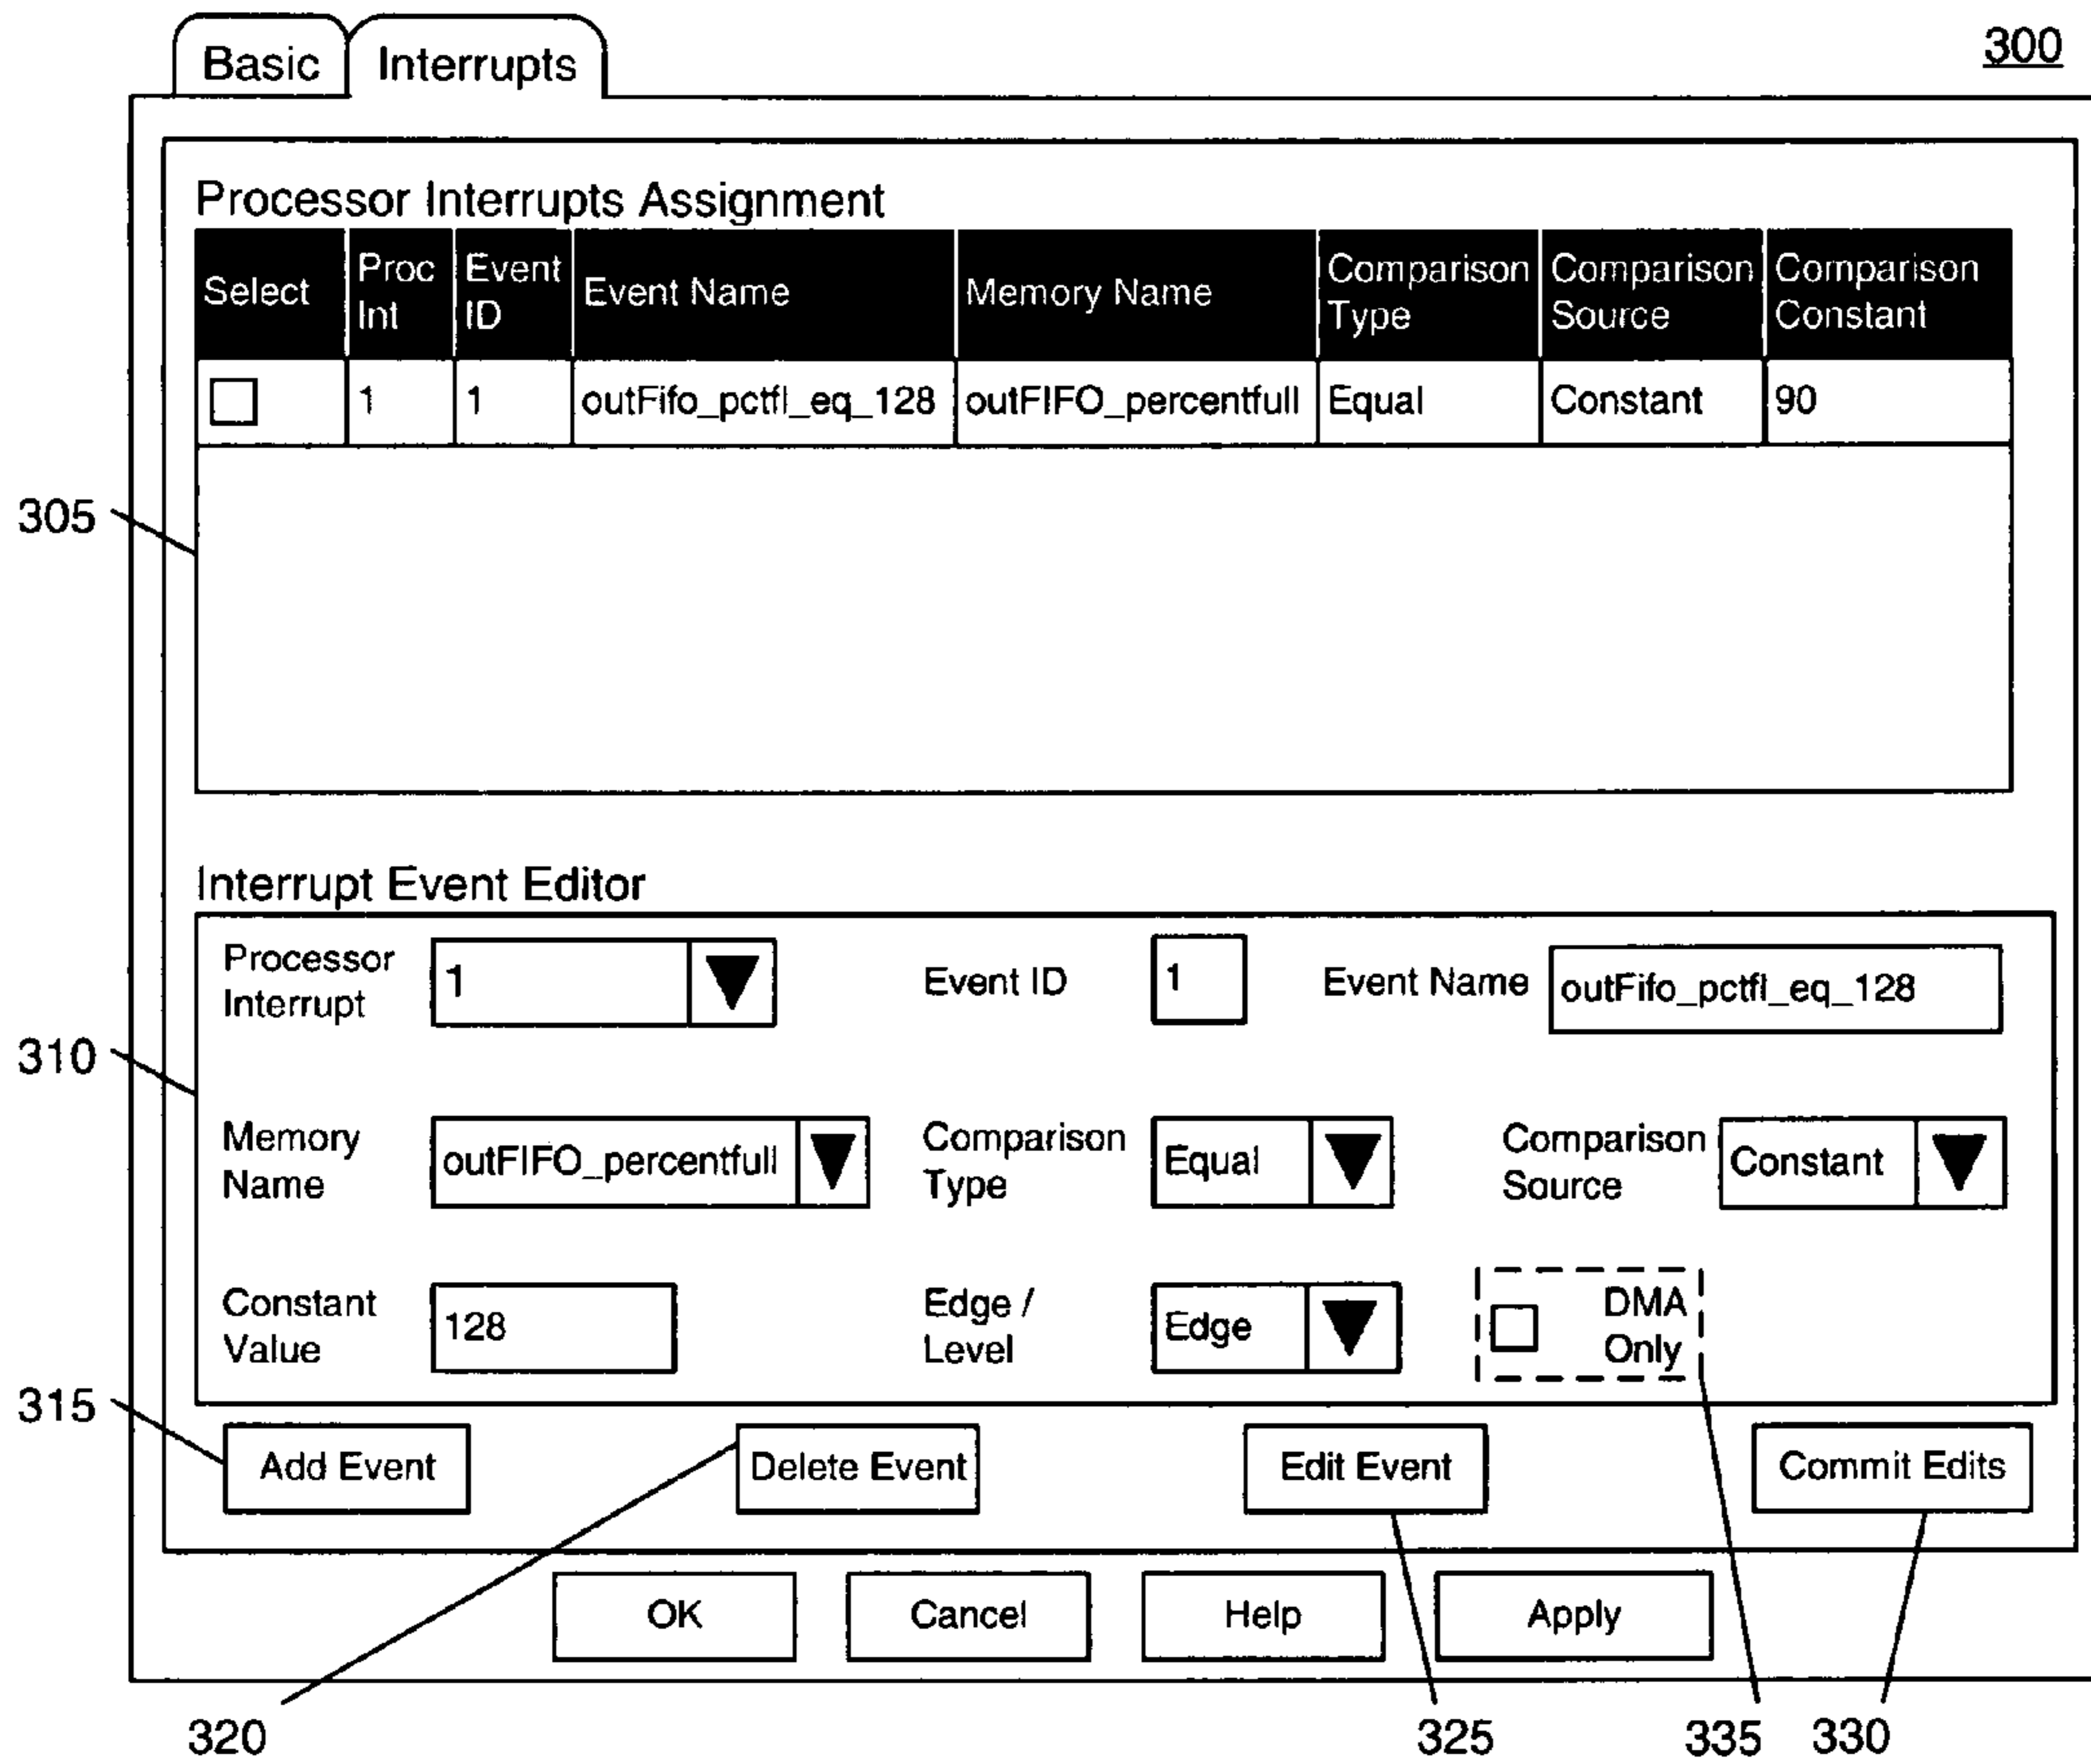 Basic Interrupts 300
Processor Interrupts Assignment
Select Proc Int Event ID Event Name Memory Name Comparison Type Comparison Source Comparison Constant
1 1 outFifo_pctfl_eq_128 outFIFO_percentfull Equal Constant 90
305
Interrupt Event Editor
Processor Interrupt 1 Event ID 1 Event Name outFifo_pctfl_eq_128
310
Memory Name outFIFO_percentfull Comparison Type Equal Comparison Source Constant
Constant Value 128 Edge / Level Edge DMA Only
315
Add Event Delete Event Edit Event Commit Edits
OK Cancel Help Apply
320 325 335 330